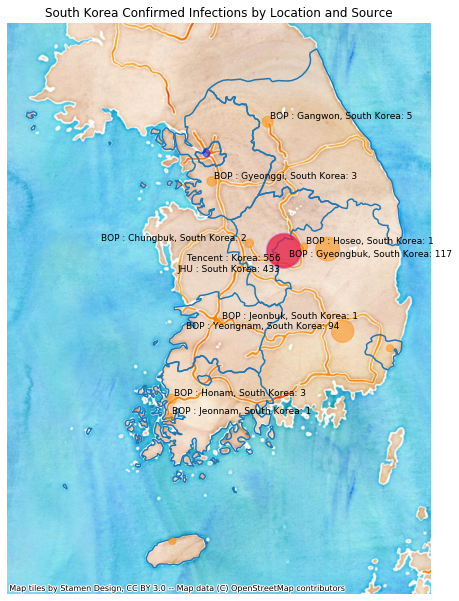 South Korea Confirmed Infections by Location and Source
BOP : Gangwon, South Korea: 5
BOP : Gyeonggi, South Korea: 3
BOP : Chungbuk, South Korea: 2
BOP : Hoseo, South Korea: 1
BOP : Gyeongbuk, South Korea: 117
Tencent : Korea: 556
JHU : South Korea: 433
BOP : Jeonbuk, South Korea: 1
BOP : Yeongnam, South Korea: 94
BOP : Honam, South Korea: 3
BOP : Jeonnam, South Korea: 1
Map tiles by Stamen Design, CC BY 3.0 -- Map data (C) OpenStreetMap contributors